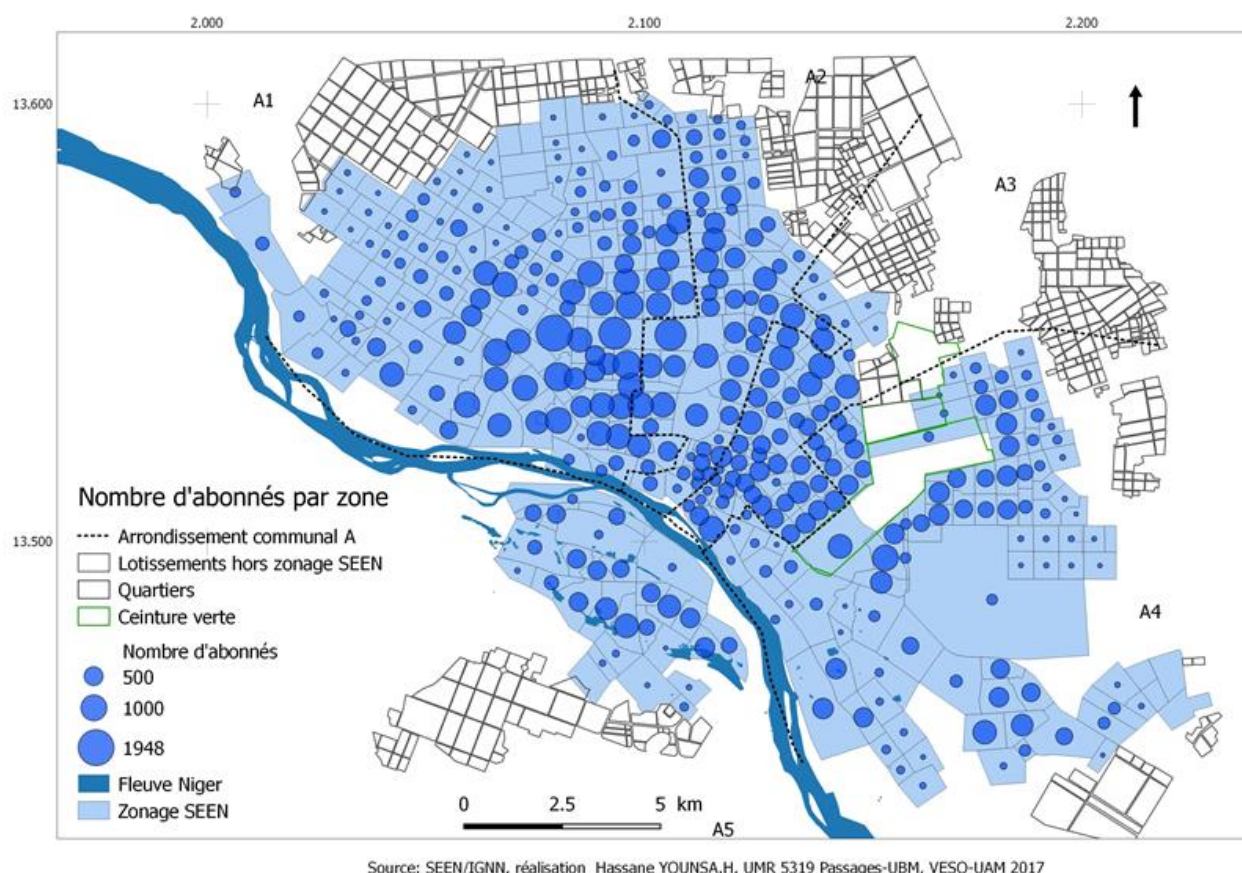 2.000 2.100 2.200
A2
A1
13.600
A3
Nombre d'abonnés par zone
Arrondissement communal A
13.500
Lotissements hors zonage SEEN
Quartiers
Ceinture verte
A4
Nombre d'abonnés
500
1000
1948
Fleuve Niger
Zonage SEEN
0 2.5 5 km
A5
Source: SEEN/IGNN, réalisation Hassane YOUNSA.H, UMR 5319 Passages-UBM, VESO-UAM 2017